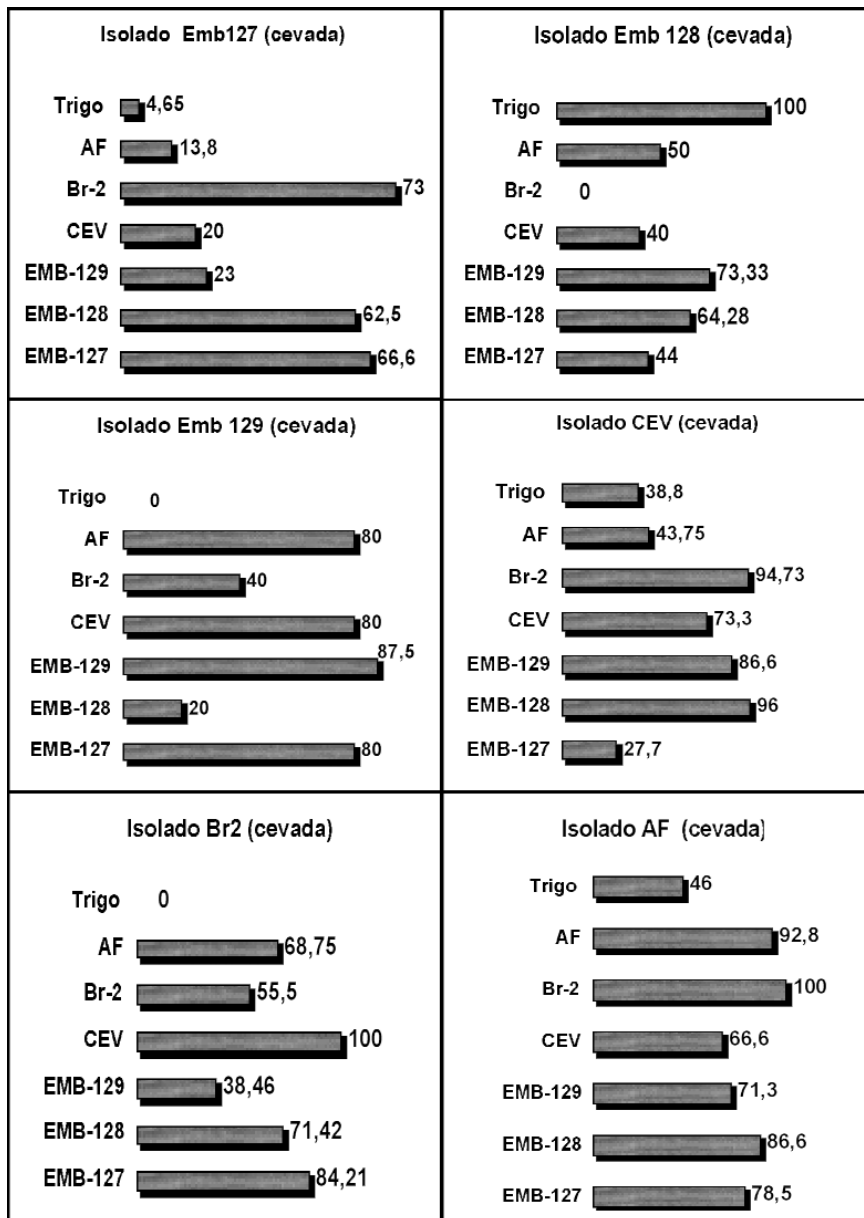 Isolado Emb127 (cevada)
Trigo 4,65
AF 13,8
Br-2 73
CEV 20
EMB-129 23
EMB-128 62,5
EMB-127 66,6
Isolado Emb 128 (cevada)
Trigo 100
AF 50
Br-2 0
CEV 40
EMB-129 73,33
EMB-128 64,28
EMB-127 44
Isolado Emb 129 (cevada)
Trigo 0
AF 80
Br-2 40
CEV 80
EMB-129 87,5
EMB-128 20
EMB-127 80
Isolado CEV (cevada)
Trigo 38,8
AF 43,75
Br-2 94,73
CEV 73,3
EMB-129 86,6
EMB-128 96
EMB-127 27,7
Isolado Br2 (cevada)
Trigo 0
AF 68,75
Br-2 55,5
CEV 100
EMB-129 38,46
EMB-128 71,42
EMB-127 84,21
Isolado AF (cevada)
Trigo 46
AF 92,8
Br-2 100
CEV 66,6
EMB-129 71,3
EMB-128 86,6
EMB-127 78,5